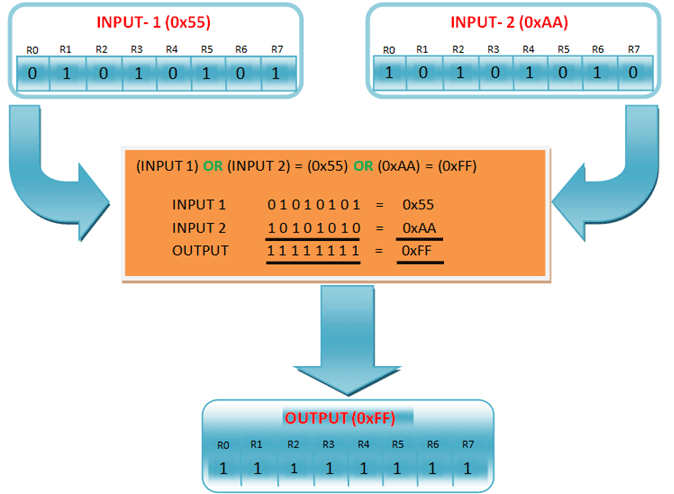 INPUT- 1 (0x55)
R0 R1 R2 R3 R4 R5 R6 R7
0 1 0 1 0 1 0 1
INPUT- 2 (0xAA)
R0 R1 R2 R3 R4 R5 R6 R7
1 0 1 0 1 0 1 0
(INPUT 1) OR (INPUT 2) = (0x55) OR (0xAA) = (0xFF)
INPUT 1 0 1 0 1 0 1 0 1 = 0x55
INPUT 2 1 0 1 0 1 0 1 0 = 0xAA
OUTPUT 1 1 1 1 1 1 1 1 = 0xFF
OUTPUT (0xFF)
R0 R1 R2 R3 R4 R5 R6 R7
1 1 1 1 1 1 1 1